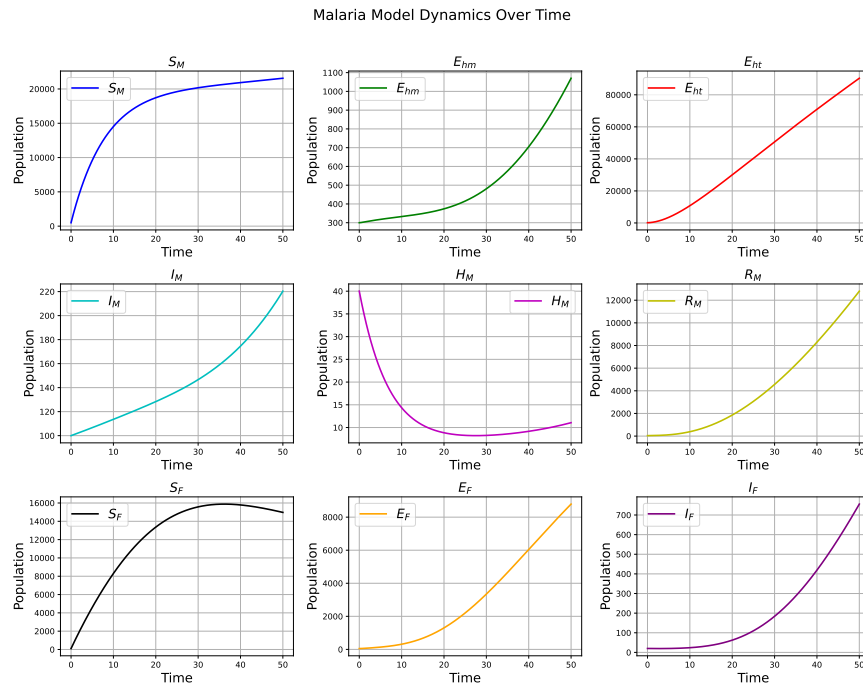 Malaria Model Dynamics Over Time
S_M
Population
20000
15000
10000
5000
0
S_M
0 10 20 30 40 50
Time
E_hm
Population
1100
1000
900
800
700
600
500
400
300
E_hm
0 10 20 30 40 50
Time
E_ht
Population
80000
60000
40000
20000
0
E_ht
0 10 20 30 40 50
Time
I_M
Population
220
200
180
160
140
120
100
I_M
0 10 20 30 40 50
Time
H_M
Population
40
35
30
25
20
15
10
H_M
0 10 20 30 40 50
Time
R_M
Population
12000
10000
8000
6000
4000
2000
0
R_M
0 10 20 30 40 50
Time
S_F
Population
16000
14000
12000
10000
8000
6000
4000
2000
0
S_F
0 10 20 30 40 50
Time
E_F
Population
8000
6000
4000
2000
0
E_F
0 10 20 30 40 50
Time
I_F
Population
700
600
500
400
300
200
100
0
I_F
0 10 20 30 40 50
Time